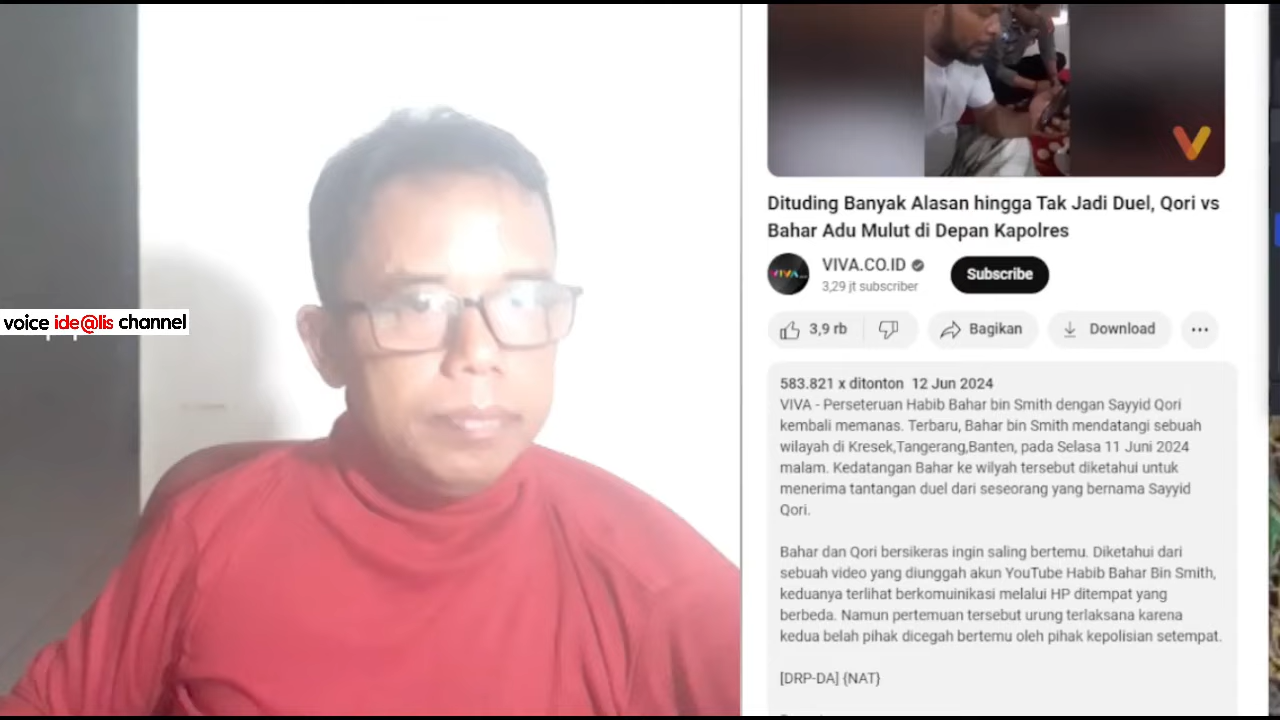 voice ide@lis channel
VIVA
Dituding Banyak Alasan hingga Tak Jadi Duel, Qori vs
Bahar Adu Mulut di Depan Kapolres
VIVA.CO.ID
3,29 jt subscriber
Subscribe
3,9 rb
Bagikan
Download
583.821 x ditonton 12 Jun 2024
VIVA - Perseteruan Habib Bahar bin Smith dengan Sayyid Qori
kembali memanas. Terbaru, Bahar bin Smith mendatangi sebuah
wilayah di Kresek,Tangerang,Banten, pada Selasa 11 Juni 2024
malam. Kedatangan Bahar ke wilyah tersebut diketahui untuk
menerima tantangan duel dari seseorang yang bernama Sayyid
Qori.
Bahar dan Qori bersikeras ingin saling bertemu. Diketahui dari
sebuah video yang diunggah akun YouTube Habib Bahar Bin Smith,
keduanya terlihat berkomuinikasi melalui HP ditempat yang
berbeda. Namun pertemuan tersebut urung terlaksana karena
kedua belah pihak dicegah bertemu oleh pihak kepolisian setempat.
[DRP-DA] {NAT}